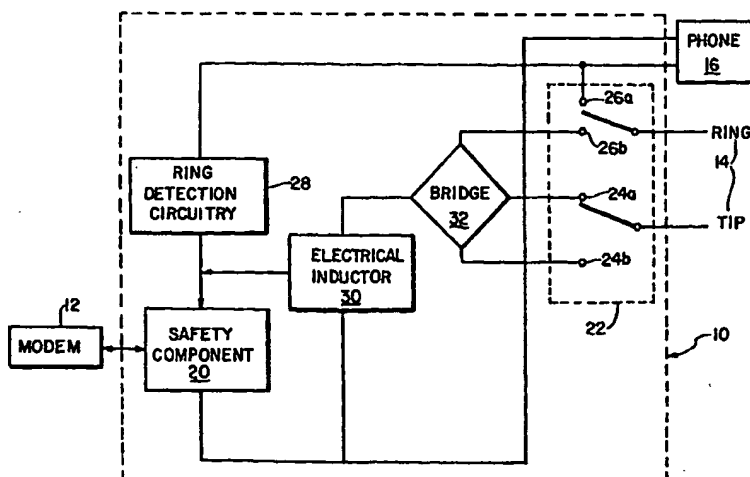 PHONE
16
26a
26b
RING
14
TIP
24a
24b
22
10
BRIDGE
32
RING
DETECTION
CIRCUITRY
28
ELECTRICAL
INDUCTOR
30
12
MODEM
SAFETY
COMPONENT
20